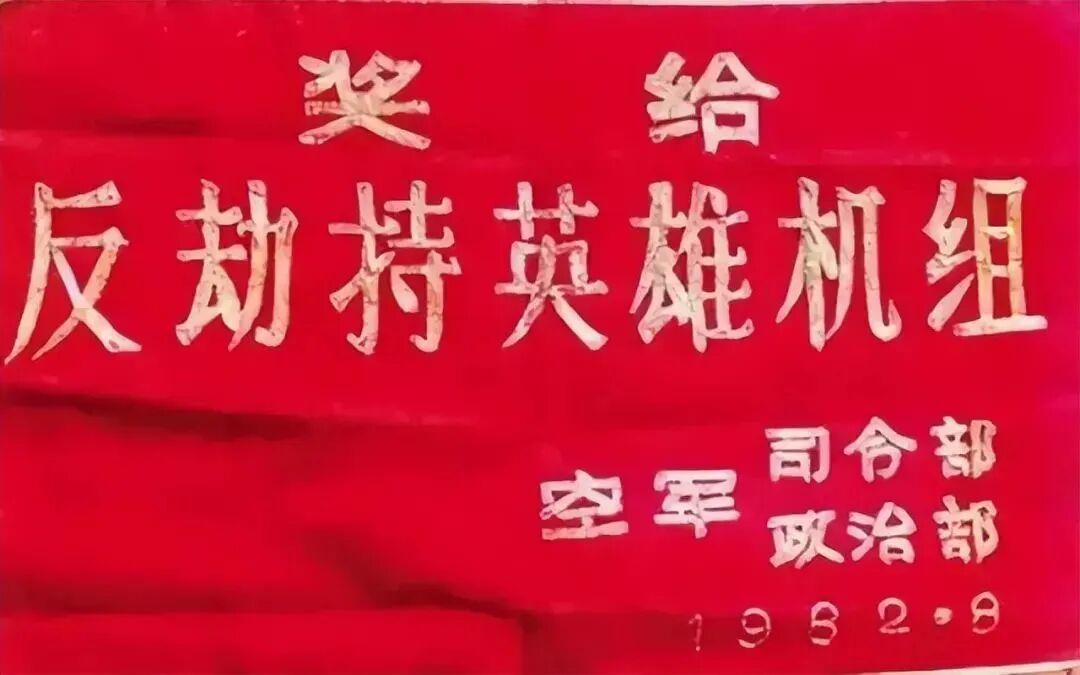 奖给
反劫持英雄机组
空军 司令部
政治部
1982·8